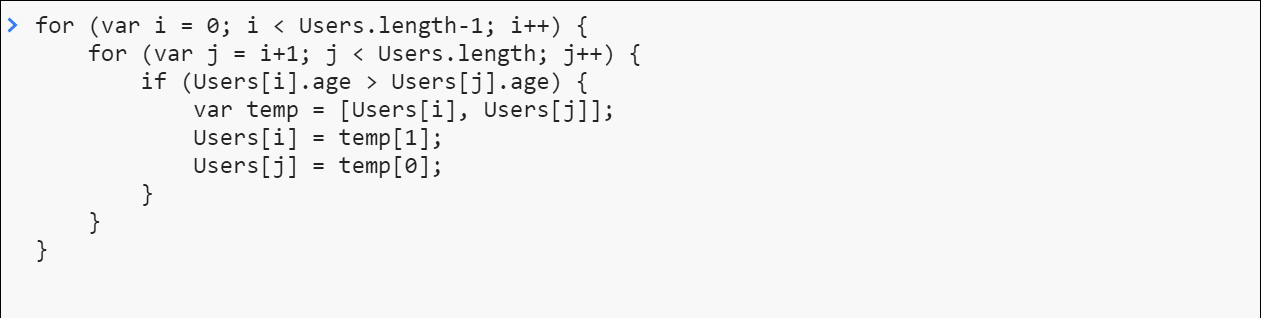 for (var i = 0; i < Users.length-1; i++) {
    for (var j = i+1; j < Users.length; j++) {
        if (Users[i].age > Users[j].age) {
            var temp = [Users[i], Users[j]];
            Users[i] = temp[1];
            Users[j] = temp[0];
        }
    }
}